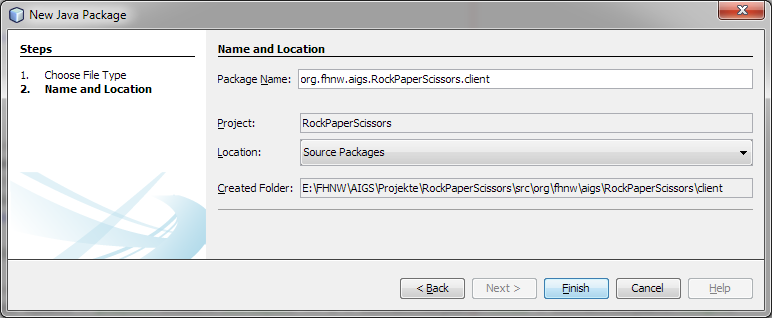 New Java Package
Steps
1. Choose File Type
2. Name and Location
Name and Location
Package Name: org.fhnw.aigs.RockPaperScissors.client
Project: RockPaperScissors
Location: Source Packages
Created Folder: E:\FHNW\AIGS\Projekte\RockPaperScissors\src\org\fhnw\aigs\RockPaperScissors\client
< Back Next > Finish Cancel Help